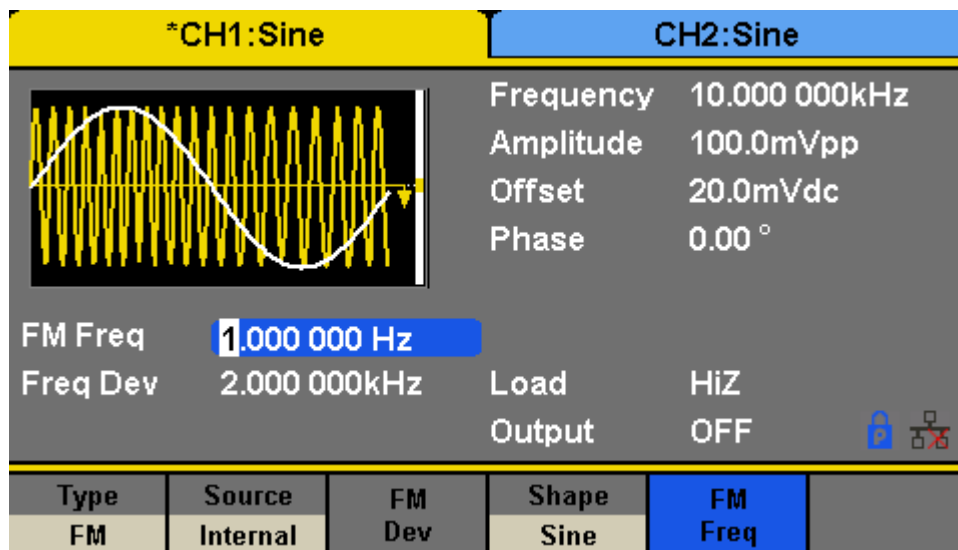 *CH1:Sine
CH2:Sine
Frequency 10.000 000kHz
Amplitude 100.0mVpp
Offset 20.0mVdc
Phase 0.00 °
FM Freq 1.000 000 Hz
Freq Dev 2.000 000kHz
Load HiZ
Output OFF
P
Type
FM
Source
Internal
FM
Dev
Shape
Sine
FM
Freq